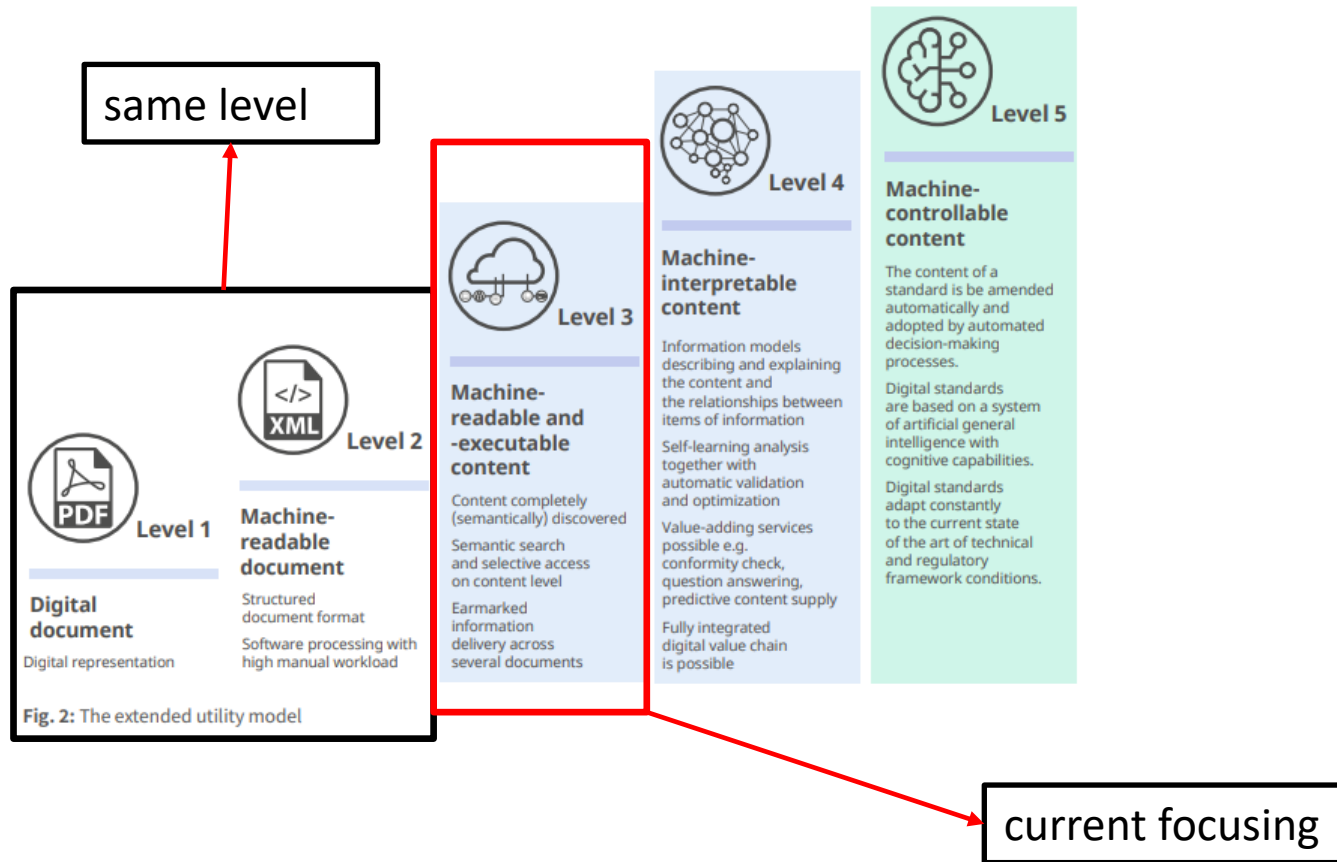 same level
PDF
Level 1
Digital
document
Digital representation
</>
XML
Level 2
Machine-
readable
document
Structured
document format
Software processing with
high manual workload
Fig. 2: The extended utility model
Level 3
Machine-
readable and
-executable
content
Content completely
(semantically) discovered
Semantic search
and selective access
on content level
Earmarked
information
delivery across
several documents
Level 4
Machine-
interpretable
content
Information models
describing and explaining
the content and
the relationships between
items of information
Self-learning analysis
together with
automatic validation
and optimization
Value-adding services
possible e.g.
conformity check,
question answering,
predictive content supply
Fully integrated
digital value chain
is possible
Level 5
Machine-
controllable
content
The content of a
standard is be amended
automatically and
adopted by automated
decision-making
processes.
Digital standards
are based on a system
of artificial general
intelligence with
cognitive capabilities.
Digital standards
adapt constantly
to the current state
of the art of technical
and regulatory
framework conditions.
current focusing